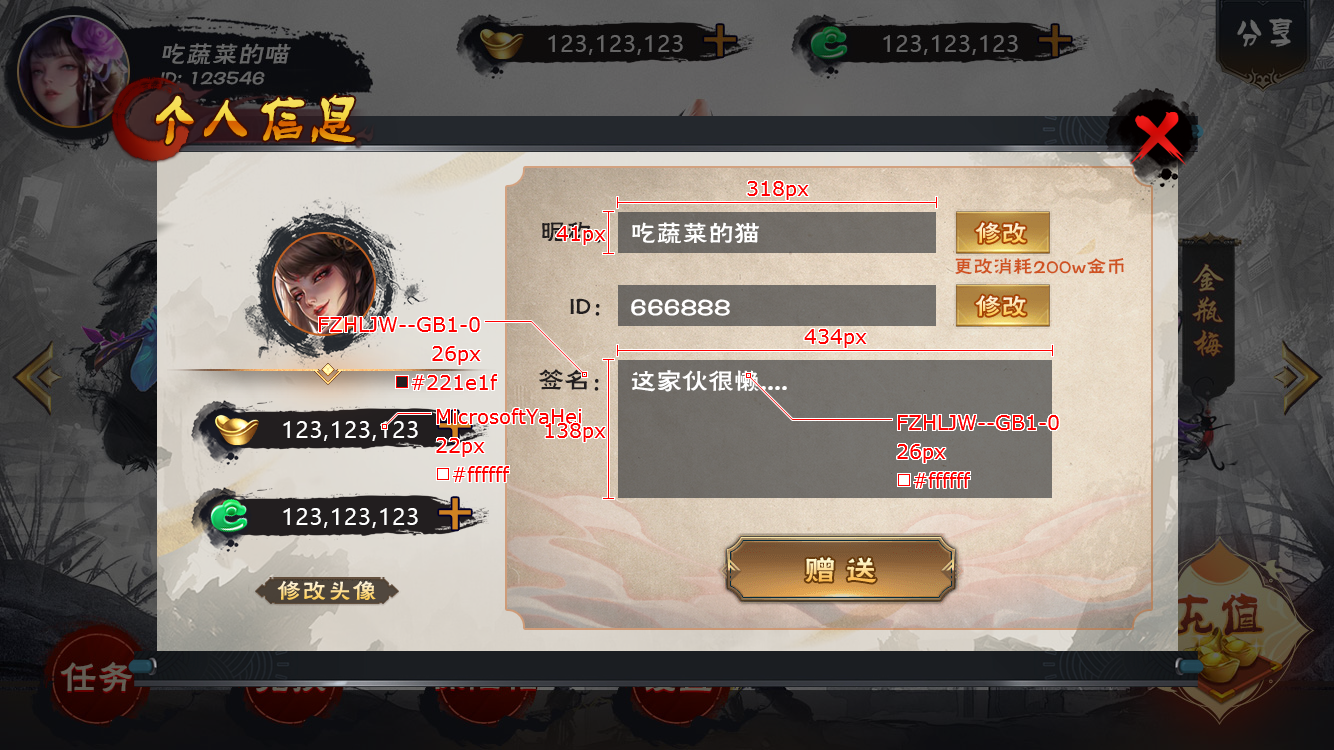 吃蔬菜的喵
ID: 123546
123,123,123
123,123,123
分享
个人信息
318px
昵称
41px
吃蔬菜的猫
修改
更改消耗200w金币
ID:
666888
修改
金瓶梅
FZHLJW--GB1-0
26px
#221e1f
434px
签名:
138px
这家伙很懒....
FZHLJW--GB1-0
26px
#ffffff
123,123,123
MicrosoftYaHei
22px
#ffffff
123,123,123
修改头像
赠送
充值
任务